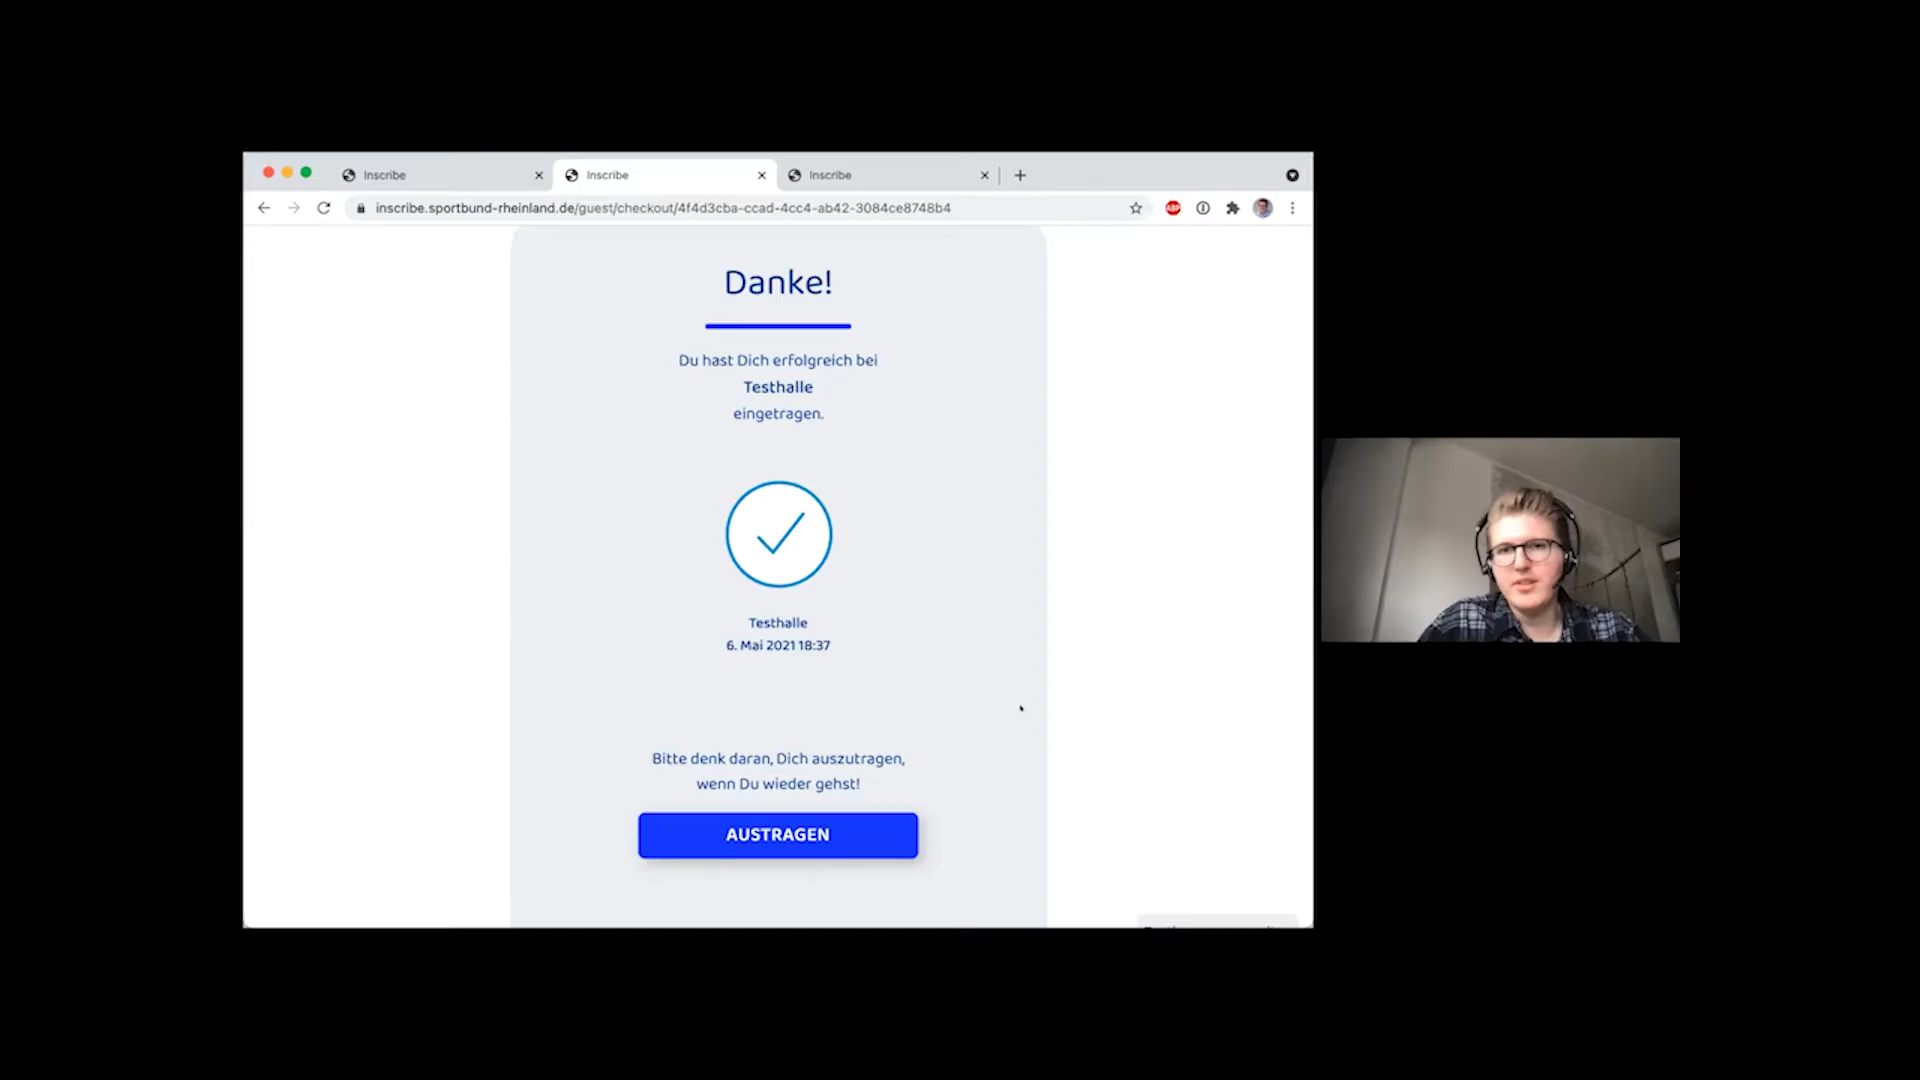 Inscribe
Inscribe
Inscribe
inscribe.sportbund-rheinland.de/guest/checkout/4f4d3cba-ccad-4cc4-ab42-3084ce8748b4
ABP
Danke!
Du hast Dich erfolgreich bei
Testhalle
eingetragen.
Testhalle
6. Mai 2021 18:37
Bitte denk daran, Dich auszutragen,
wenn Du wieder gehst!
AUSTRAGEN